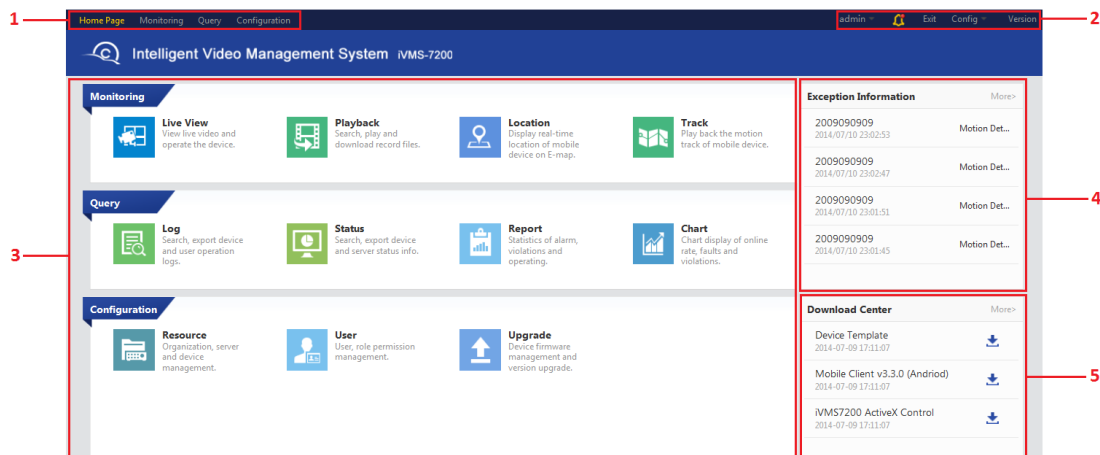 1
Home Page Monitoring Query Configuration
admin Exit Config Version
2
Intelligent Video Management System iVMS-7200
Monitoring
Live View
View live video and
operate the device.
Playback
Search, play and
download record files.
Location
Display real-time
location of mobile
device on E-map.
Track
Play back the motion
track of mobile device.
Query
Log
Search, export device
and user operation
logs.
Status
Search, export device
and server status info.
Report
Statistics of alarm,
violations and
operating.
Chart
Chart display of online
rate, faults and
violations.
3
Configuration
Resource
Organization, server
and device
management.
User
User, role permission
management.
Upgrade
Device firmware
management and
version upgrade.
Exception Information More>
2009090909
2014/07/10 23:02:53
Motion Det...
2009090909
2014/07/10 23:02:47
Motion Det...
2009090909
2014/07/10 23:01:51
Motion Det...
2009090909
2014/07/10 23:01:45
Motion Det...
4
Download Center More>
Device Template
2014-07-09 17:11:07
Mobile Client v3.3.0 (Andriod)
2014-07-09 17:11:07
iVMS7200 ActiveX Control
2014-07-09 17:11:07
5